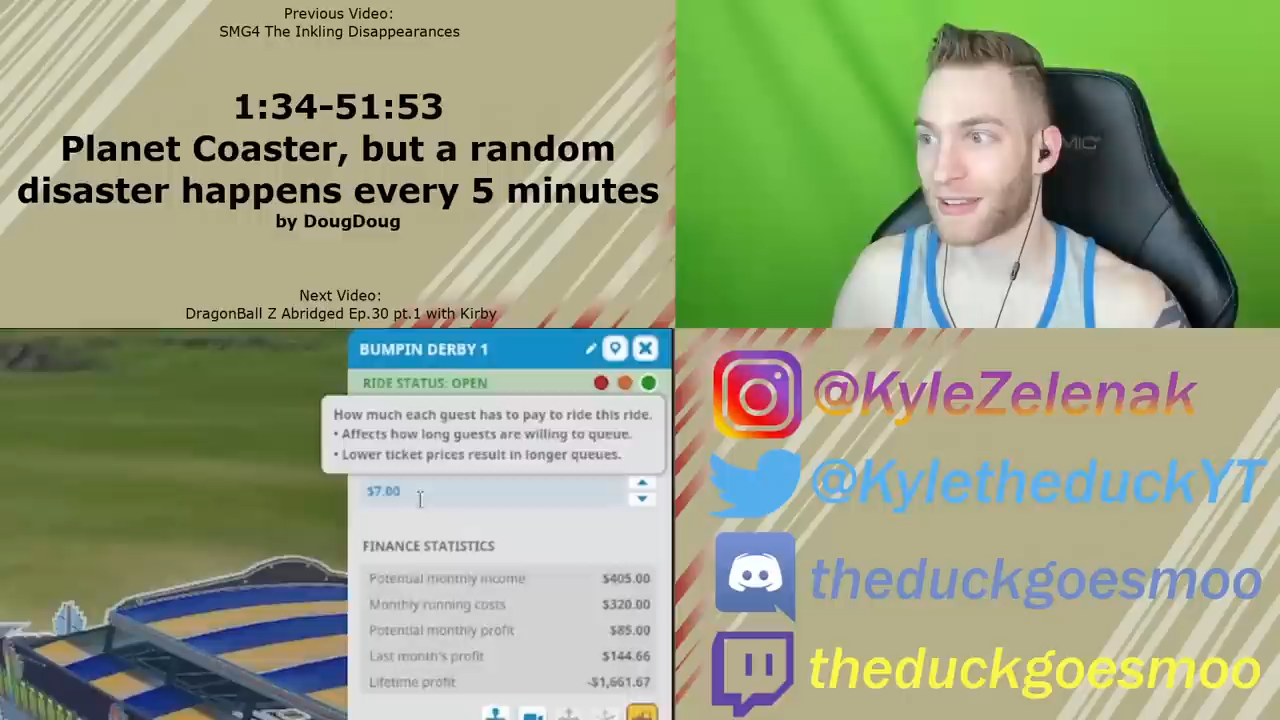 Previous Video:
SMG4 The Inkling Disappearances
1:34-51:53
Planet Coaster, but a random
disaster happens every 5 minutes
by DougDoug
Next Video:
DragonBall Z Abridged Ep.30 pt.1 with Kirby
BUMPIN DERBY 1
RIDE STATUS: OPEN
How much each guest has to pay to ride this ride.
• Affects how long guests are willing to queue.
• Lower ticket prices result in longer queues.
$7.00
FINANCE STATISTICS
Potential monthly income $405.00
Monthly running costs $320.00
Potential monthly profit $85.00
Last month's profit $144.66
Lifetime profit -$1,661.67
@KyleZelenak
@KyletheduckYT
theduckgoesmoo
theduckgoesmoo